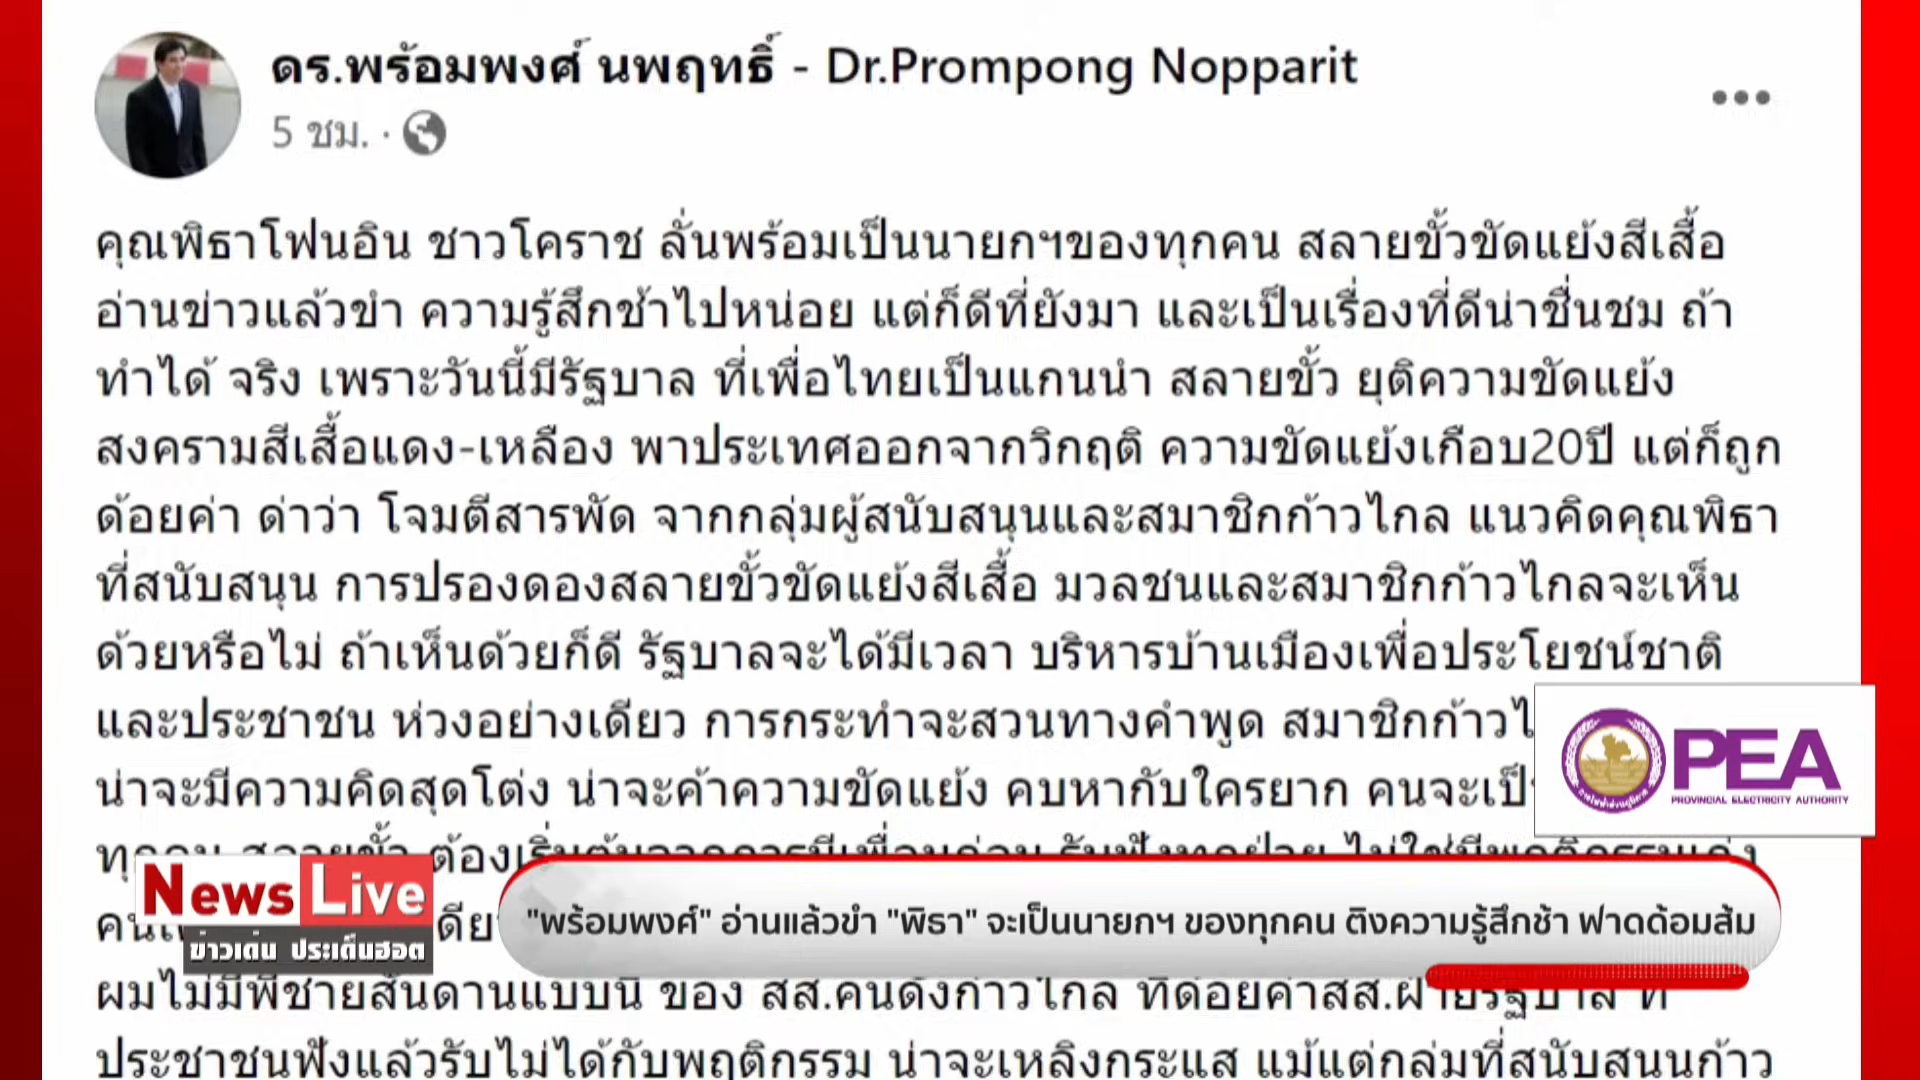 ดร.พร้อมพงศ์ นพฤทธิ์ - Dr.Prompong Nopparit
5 ชม. ·
คุณพิธาโฟนอิน ชาวโคราช ลั่นพร้อมเป็นนายกฯของทุกคน สลายขั้วขัดแย้งสีเสื้อ
อ่านข่าวแล้วขำ ความรู้สึกช้าไปหน่อย แต่ก็ดีที่ยังมา และเป็นเรื่องที่ดีน่าชื่นชม ถ้า
ทำได้ จริง เพราะวันนี้มีรัฐบาล ที่เพื่อไทยเป็นแกนนำ สลายขั้ว ยุติความขัดแย้ง
สงครามสีเสื้อแดง-เหลือง พาประเทศออกจากวิกฤติ ความขัดแย้งเกือบ20ปี แต่ก็ถูก
ด้อยค่า ด่าว่า โจมตีสารพัด จากกลุ่มผู้สนับสนุนและสมาชิกก้าวไกล แนวคิดคุณพิธา
ที่สนับสนุน การปรองดองสลายขั้วขัดแย้งสีเสื้อ มวลชนและสมาชิกก้าวไกลจะเห็น
ด้วยหรือไม่ ถ้าเห็นด้วยก็ดี รัฐบาลจะได้มีเวลา บริหารบ้านเมืองเพื่อประโยชน์ชาติ
และประชาชน ห่วงอย่างเดียว การกระทำจะสวนทางคำพูด
น่าจะมีความคิดสุดโต่ง น่าจะค้าความขัดแย้ง คบหากับใครยาก
PEA
PROVINCIAL ELECTRICITY AUTHORITY
การไฟฟ้าส่วนภูมิภาค
ต้องเริ่มต้นจากการมีเพื่อนก่อน รับฟังทุกฝ่าย
News Live
ข่าวเด่น ประเด็นฮอต
"พร้อมพงศ์" อ่านแล้วขำ "พิธา" จะเป็นนายกฯ ของทุกคน ติงความรู้สึกช้า ฟาดด้อมส้ม
ผมไม่มีพี่ชายสันดานแบบนี้ ของ สส.คนดังก้าวไกล ที่ด้อยค่าสส.ฝ่ายรัฐบาล ที่
ประชาชนฟังแล้วรับไม่ได้กับพฤติกรรม น่าจะเหลิงกระแส แม้แต่กลุ่มที่สนับสนุนก้าว